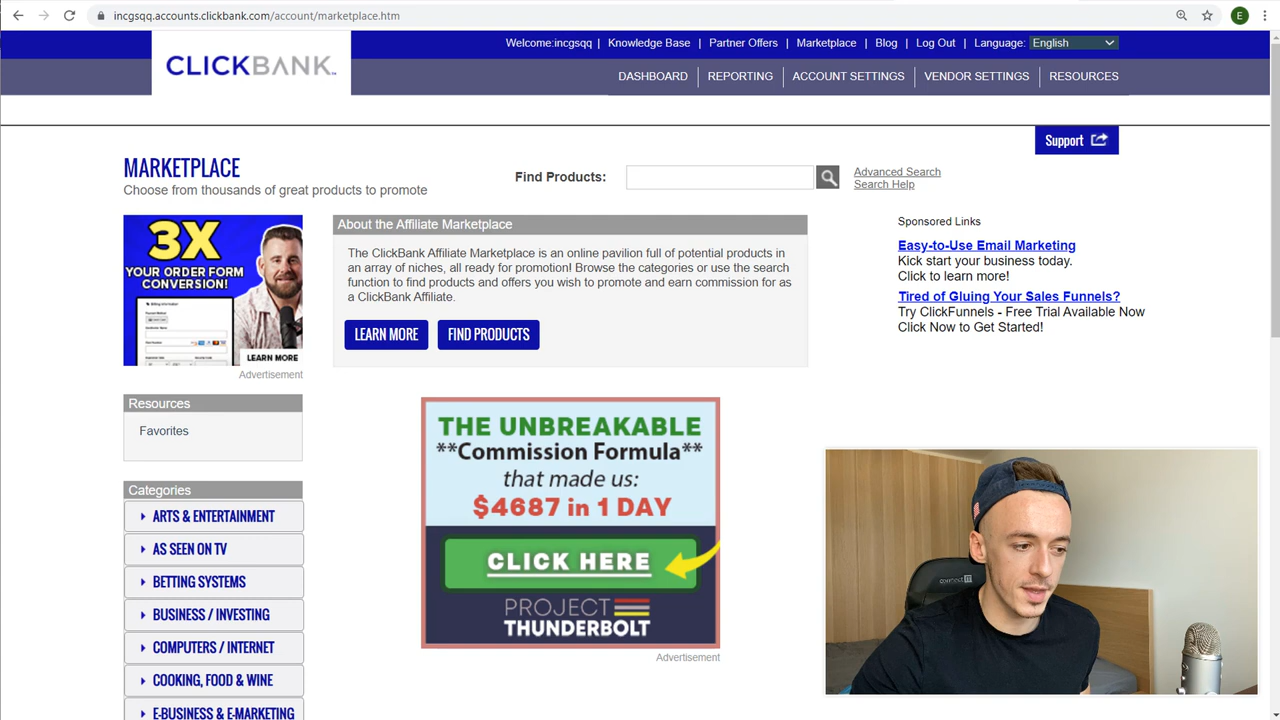 incgsqq.accounts.clickbank.com/account/marketplace.htm
E
Welcome:incgsqq | Knowledge Base | Partner Offers | Marketplace | Blog | Log Out | Language: English
CLICKBANK™
DASHBOARD | REPORTING | ACCOUNT SETTINGS | VENDOR SETTINGS | RESOURCES
Support
MARKETPLACE
Choose from thousands of great products to promote
Find Products:
Advanced Search
Search Help
3X
YOUR ORDER FORM
CONVERSION!
LEARN MORE
Advertisement
About the Affiliate Marketplace
The ClickBank Affiliate Marketplace is an online pavilion full of potential products in
an array of niches, all ready for promotion! Browse the categories or use the search
function to find products and offers you wish to promote and earn commission for as
a ClickBank Affiliate.
LEARN MORE
FIND PRODUCTS
Sponsored Links
Easy-to-Use Email Marketing
Kick start your business today.
Click to learn more!
Tired of Gluing Your Sales Funnels?
Try ClickFunnels - Free Trial Available Now
Click Now to Get Started!
Resources
Favorites
Categories
ARTS & ENTERTAINMENT
AS SEEN ON TV
BETTING SYSTEMS
BUSINESS / INVESTING
COMPUTERS / INTERNET
COOKING, FOOD & WINE
E-BUSINESS & E-MARKETING
THE UNBREAKABLE
**Commission Formula**
that made us:
$4687 in 1 DAY
CLICK HERE
PROJECT
THUNDERBOLT
Advertisement